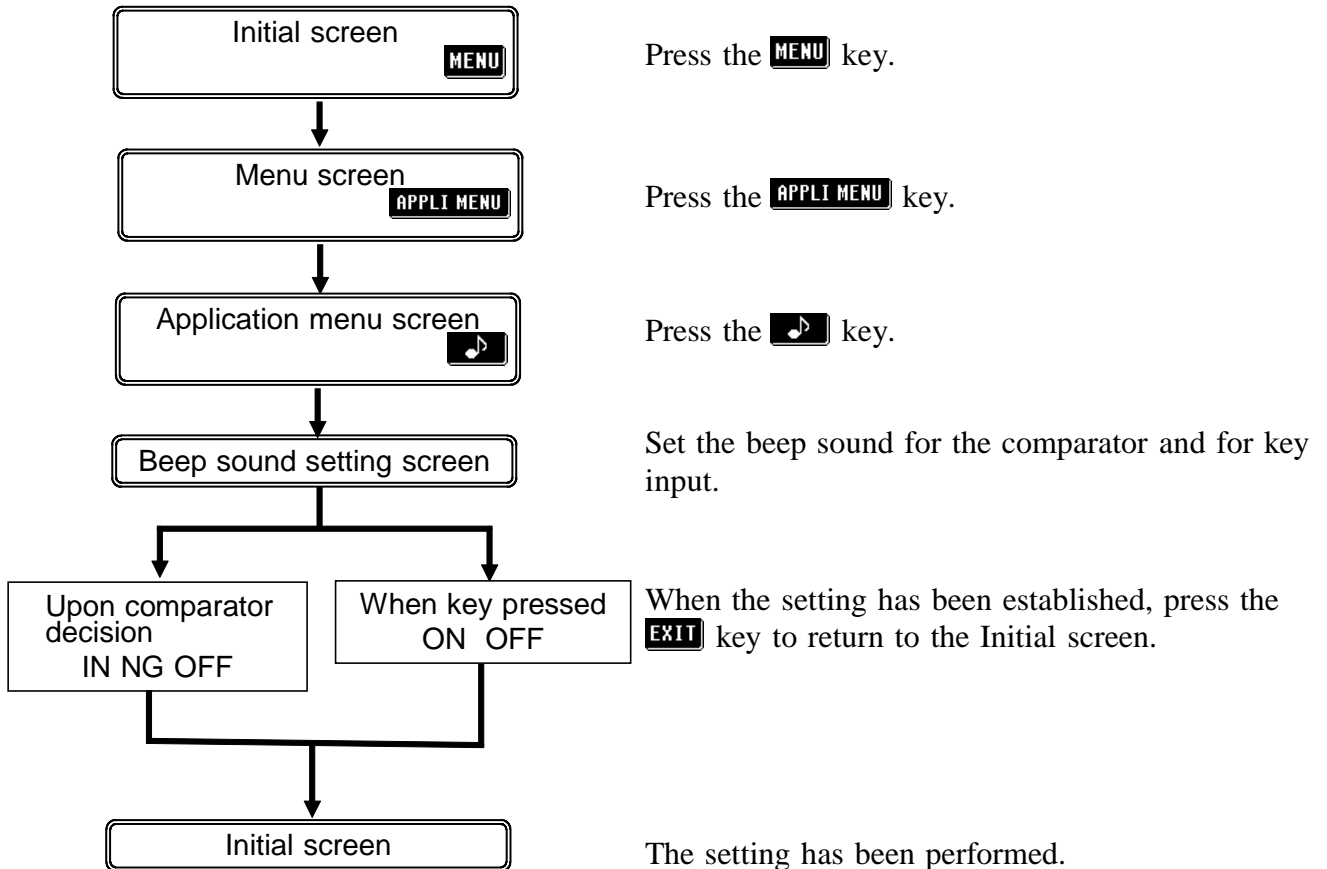 Initial screen
MENU
Press the MENU key.
Menu screen
APPLI MENU
Press the APPLI MENU key.
Application menu screen
Press the ♪ key.
Beep sound setting screen
Set the beep sound for the comparator and for key
input.
Upon comparator
decision
IN NG OFF
When key pressed
ON OFF
When the setting has been established, press the
EXIT key to return to the Initial screen.
Initial screen
The setting has been performed.